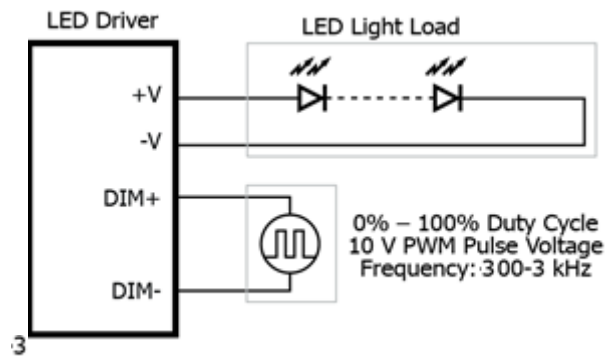 LED Driver
LED Light Load
+V
-V
DIM+
DIM-
0% – 100% Duty Cycle
10 V PWM Pulse Voltage
Frequency: 300-3 kHz
3